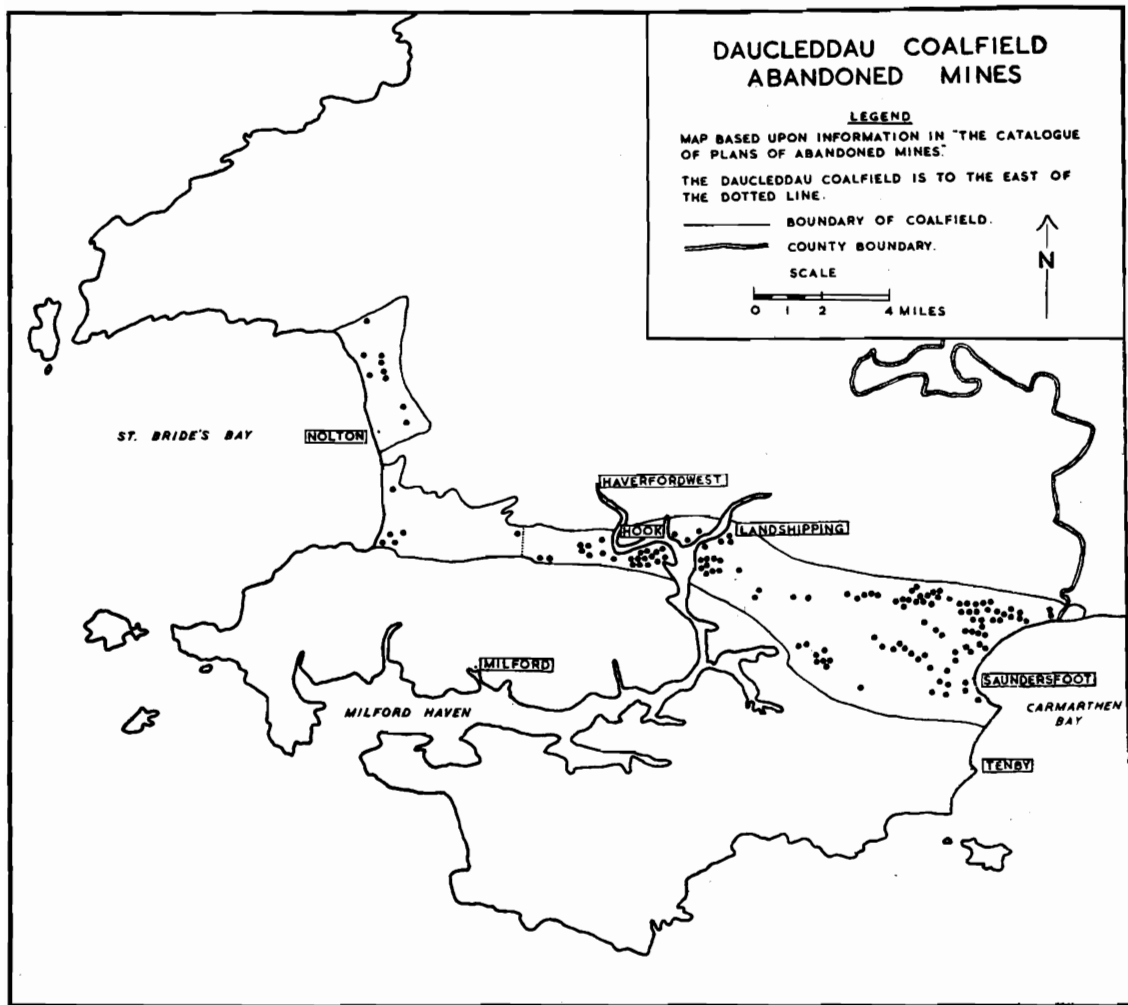 DAUCLEDDAU COALFIELD
ABANDONED MINES
LEGEND
MAP BASED UPON INFORMATION IN "THE CATALOGUE
OF PLANS OF ABANDONED MINES."
THE DAUCLEDDAU COALFIELD IS TO THE EAST OF
THE DOTTED LINE.
BOUNDARY OF COALFIELD.
COUNTY BOUNDARY.
SCALE
0 1 2 4 MILES
N
ST. BRIDE'S BAY
NOLTON
HAVERFORDWEST
HOOK
LANDSHIPPING
MILFORD
MILFORD HAVEN
SAUNDERSFOOT
CARMARTHEN
BAY
TENBY